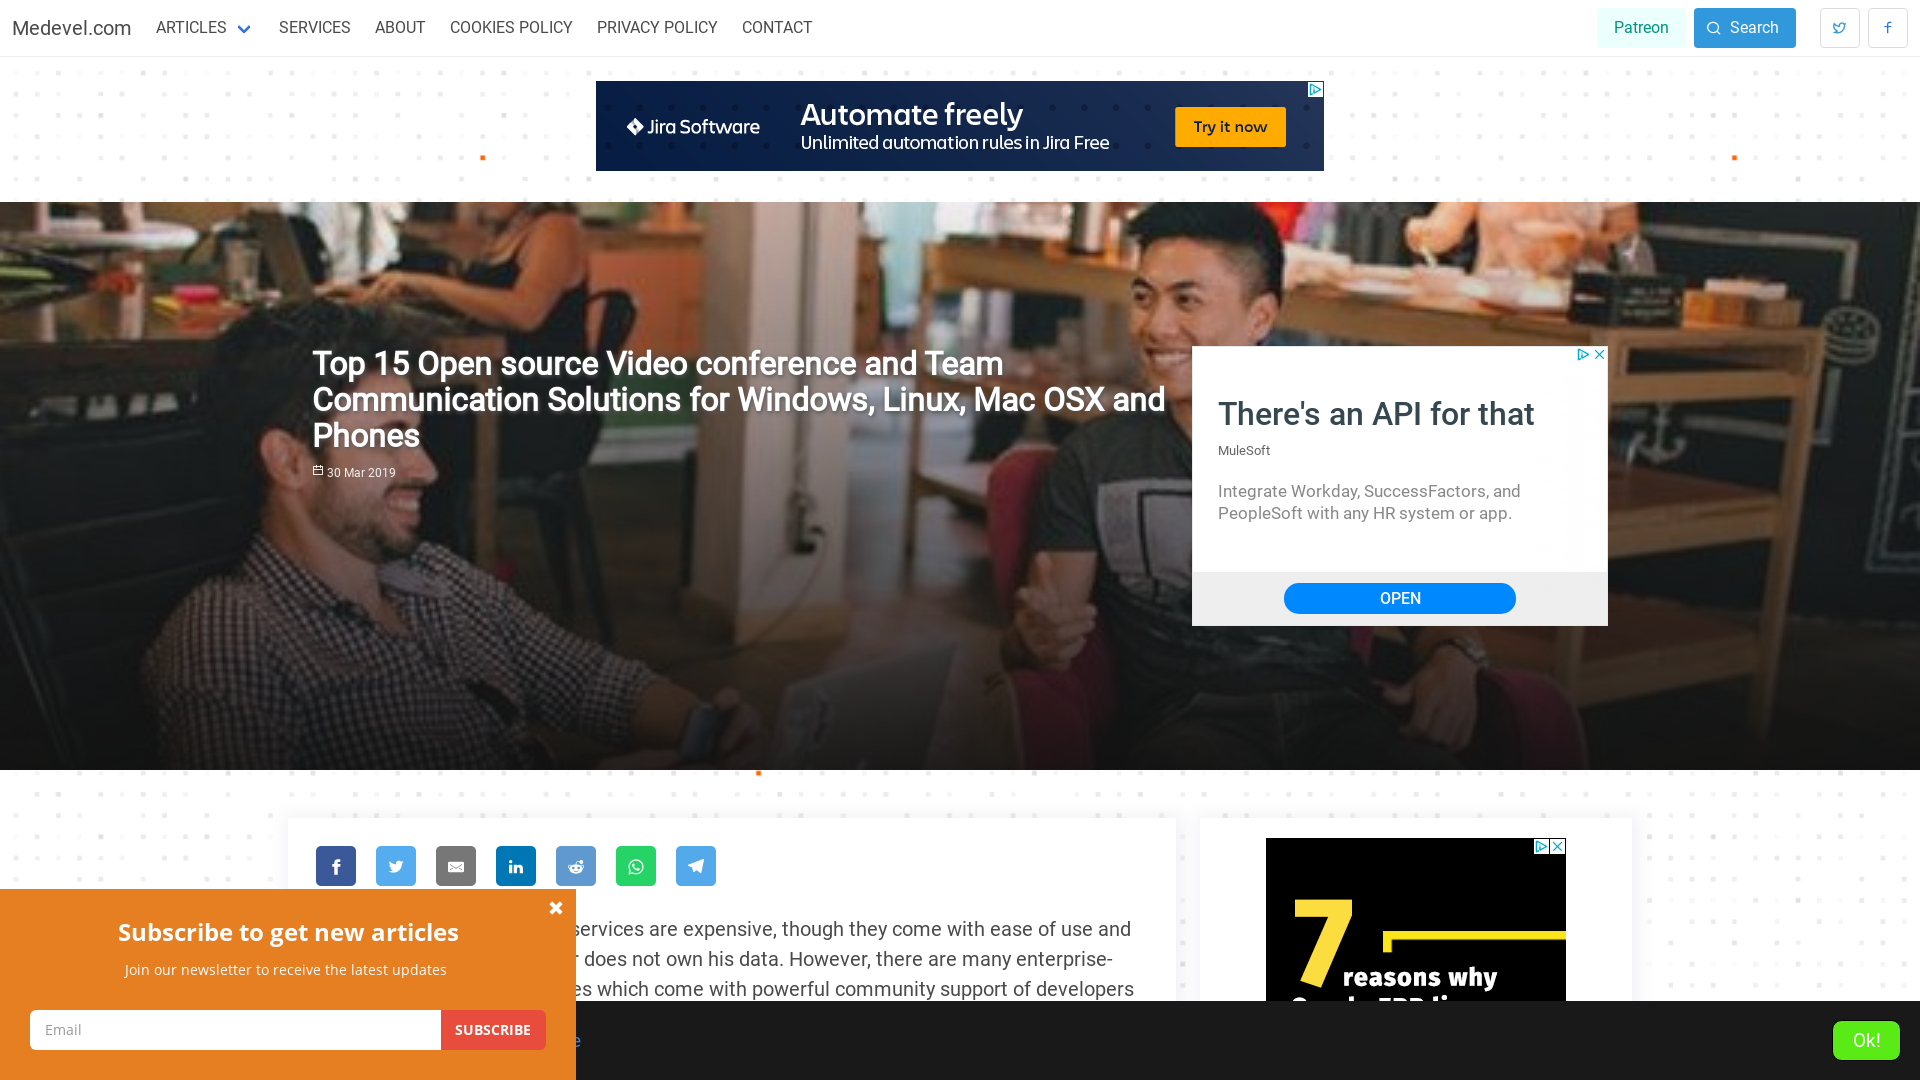 Medevel.com
ARTICLES
SERVICES
ABOUT
COOKIES POLICY
PRIVACY POLICY
CONTACT
Patreon
Search
Jira Software
Automate freely
Unlimited automation rules in Jira Free
Try it now
Top 15 Open source Video conference and Team
Communication Solutions for Windows, Linux, Mac OSX and
Phones
30 Mar 2019
There's an API for that
MuleSoft
Integrate Workday, SuccessFactors, and
PeopleSoft with any HR system or app.
OPEN
services are expensive, though they come with ease of use and
does not own his data. However, there are many enterprise-
which come with powerful community support of developers
7
reasons why
Subscribe to get new articles
Join our newsletter to receive the latest updates
Email
SUBSCRIBE
Ok!